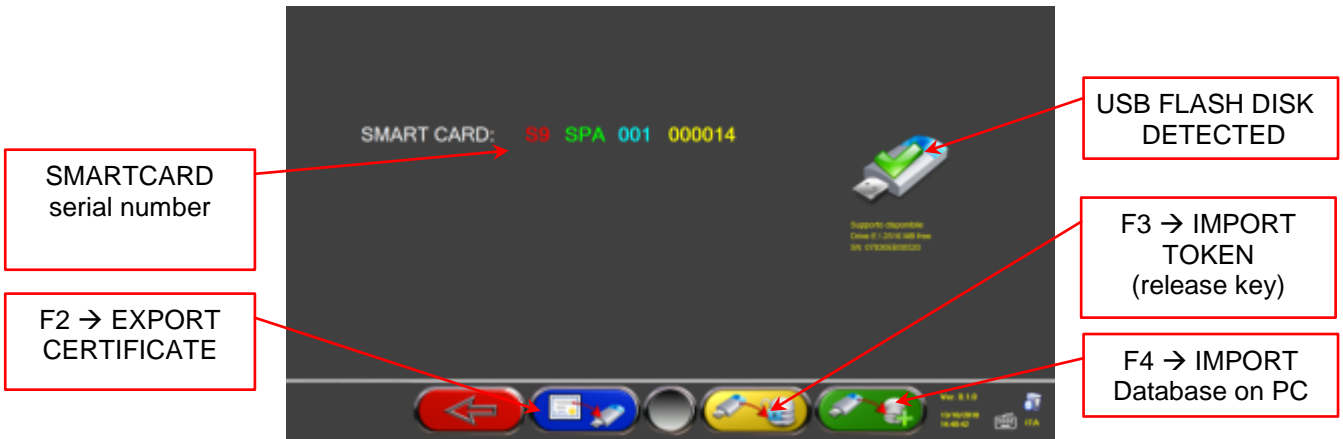 SMART CARD: S9 SPA 001 000014
SMARTCARD
serial number
F2 → EXPORT
CERTIFICATE
USB FLASH DISK
DETECTED
Supporto disponibile
F3 → IMPORT
TOKEN
(release key)
F4 → IMPORT
Database on PC
ITA